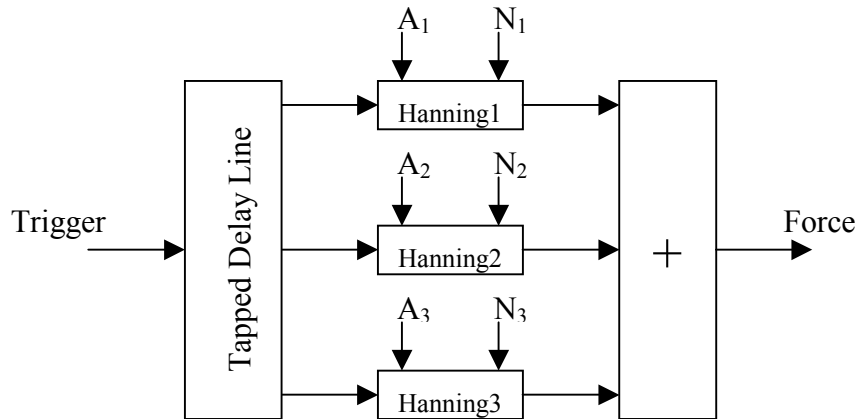 A₁ N₁
Hanning1
A₂ N₂
Trigger
Tapped Delay Line
Hanning2
+
Force
A₃ N₃
Hanning3